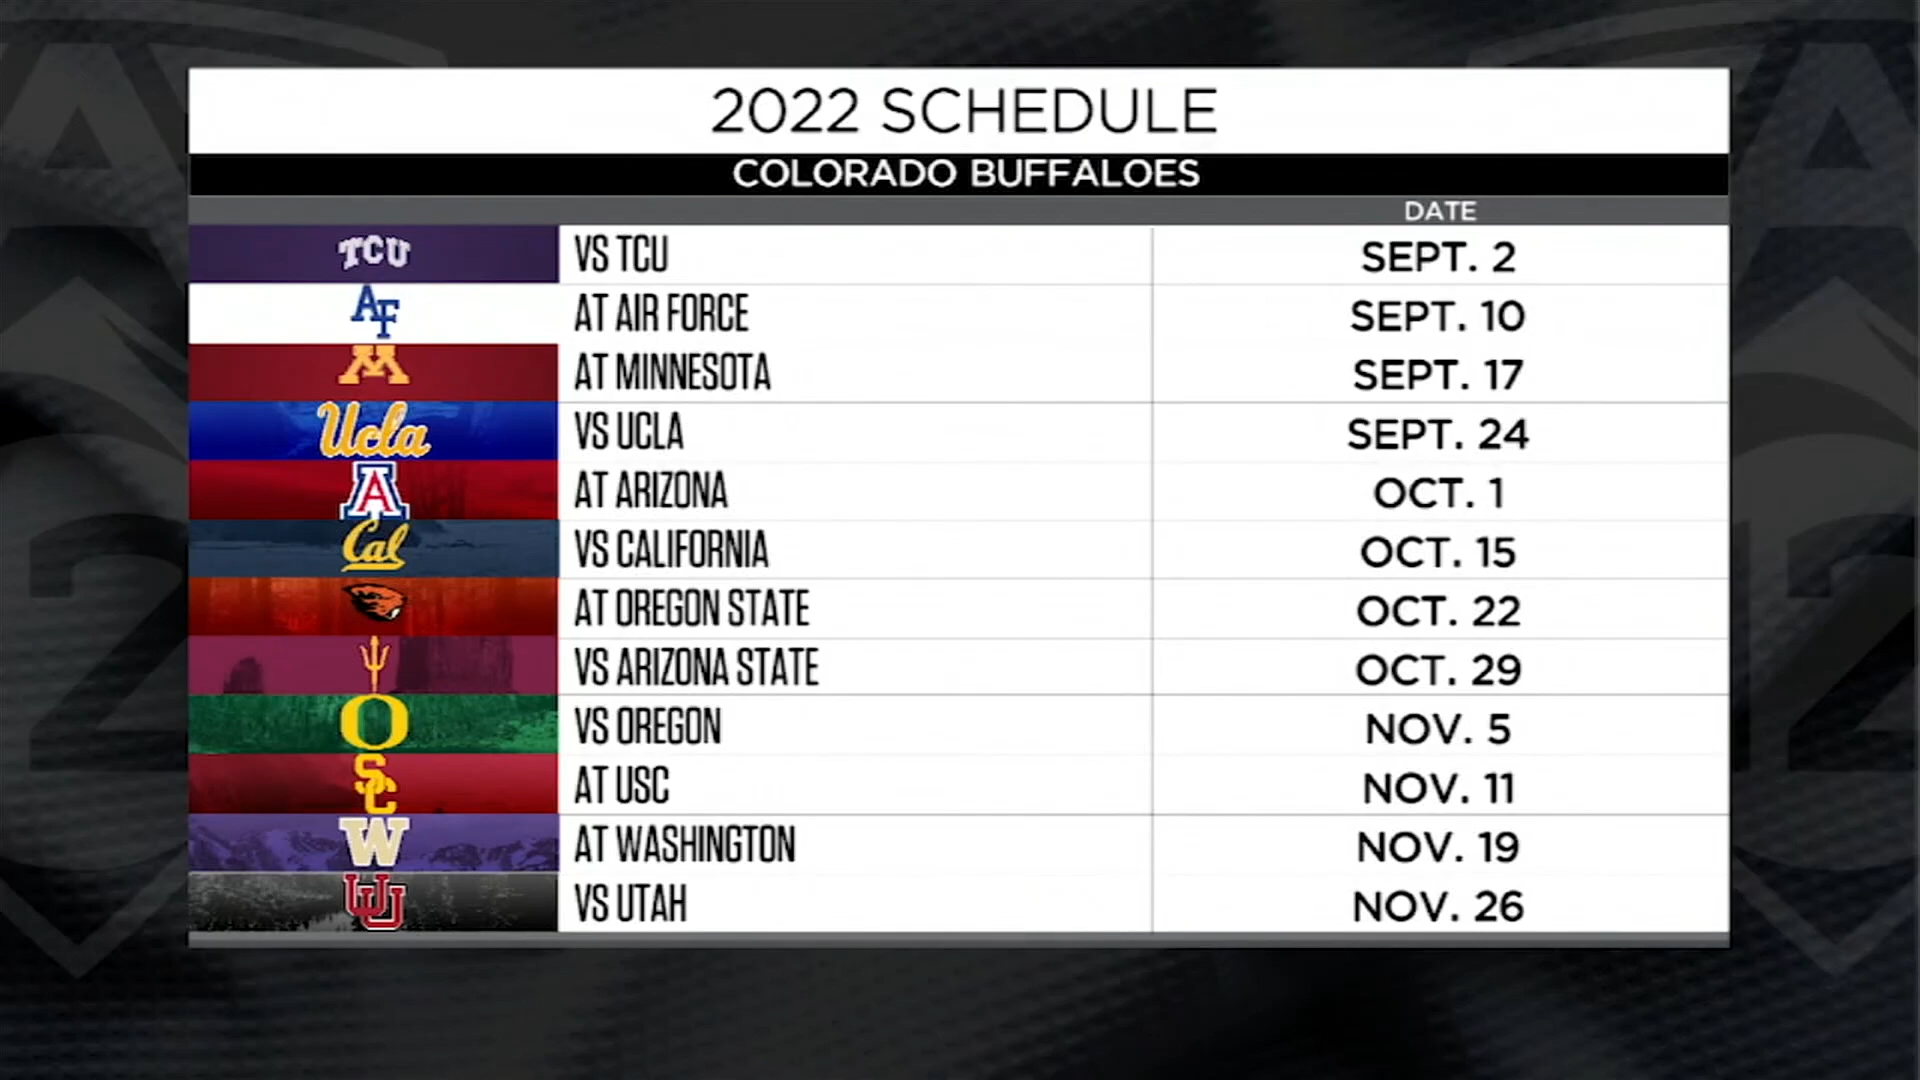 2022 SCHEDULE
COLORADO BUFFALOES
DATE
TCU VS TCU SEPT. 2
AF AT AIR FORCE SEPT. 10
M AT MINNESOTA SEPT. 17
Ucla VS UCLA SEPT. 24
A AT ARIZONA OCT. 1
Cal VS CALIFORNIA OCT. 15
AT OREGON STATE OCT. 22
VS ARIZONA STATE OCT. 29
O VS OREGON NOV. 5
SC AT USC NOV. 11
W AT WASHINGTON NOV. 19
UU VS UTAH NOV. 26